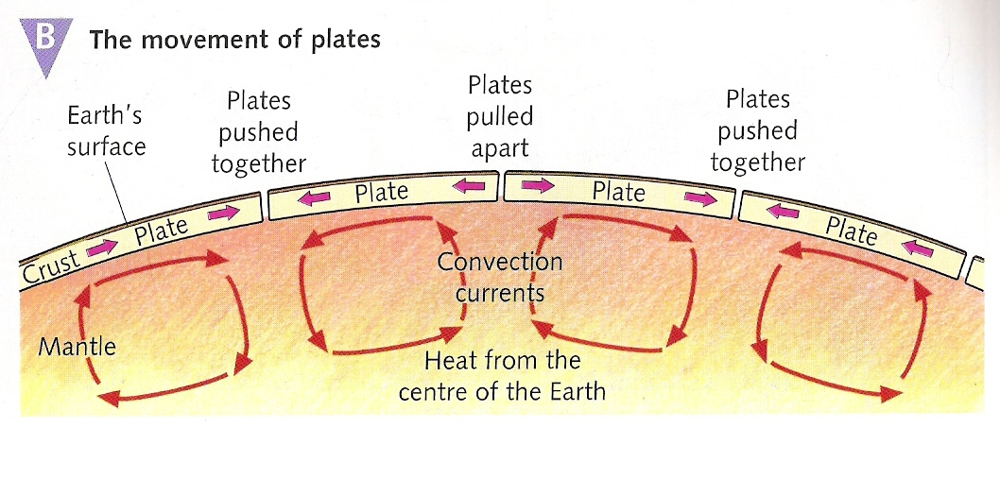 B
The movement of plates
Earth's
surface
Plates
pushed
together
Plates
pulled
apart
Plates
pushed
together
Crust
Plate
Plate
Plate
Plate
Mantle
Convection
currents
Heat from the
centre of the Earth